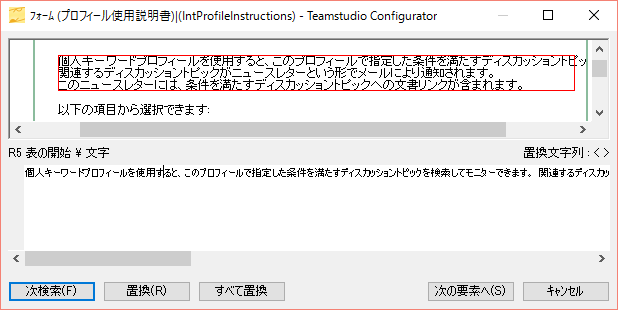 ﾌｫｰﾑ (プロフィール使用説明書)|(IntProfileInstructions) - Teamstudio Configurator
個人キーワードプロフィールを使用すると、このプロフィールで指定した条件を満たすディスカッショントピッ
関連するディスカッショントピックがニュースレターという形でメールにより通知されます。
このニュースレターには、条件を満たすディスカッショントピックへの文書リンクが含まれます。
以下の項目から選択できます:
R5 表の開始 ¥ 文字
置換文字列 : < >
個人キーワードプロフィールを使用すると、このプロフィールで指定した条件を満たすディスカッショントピックを検索してモニターできます。 関連するディスカッ
次検索(F)
置換(R)
すべて置換
次の要素へ(S)
ｷｬﾝｾﾙ